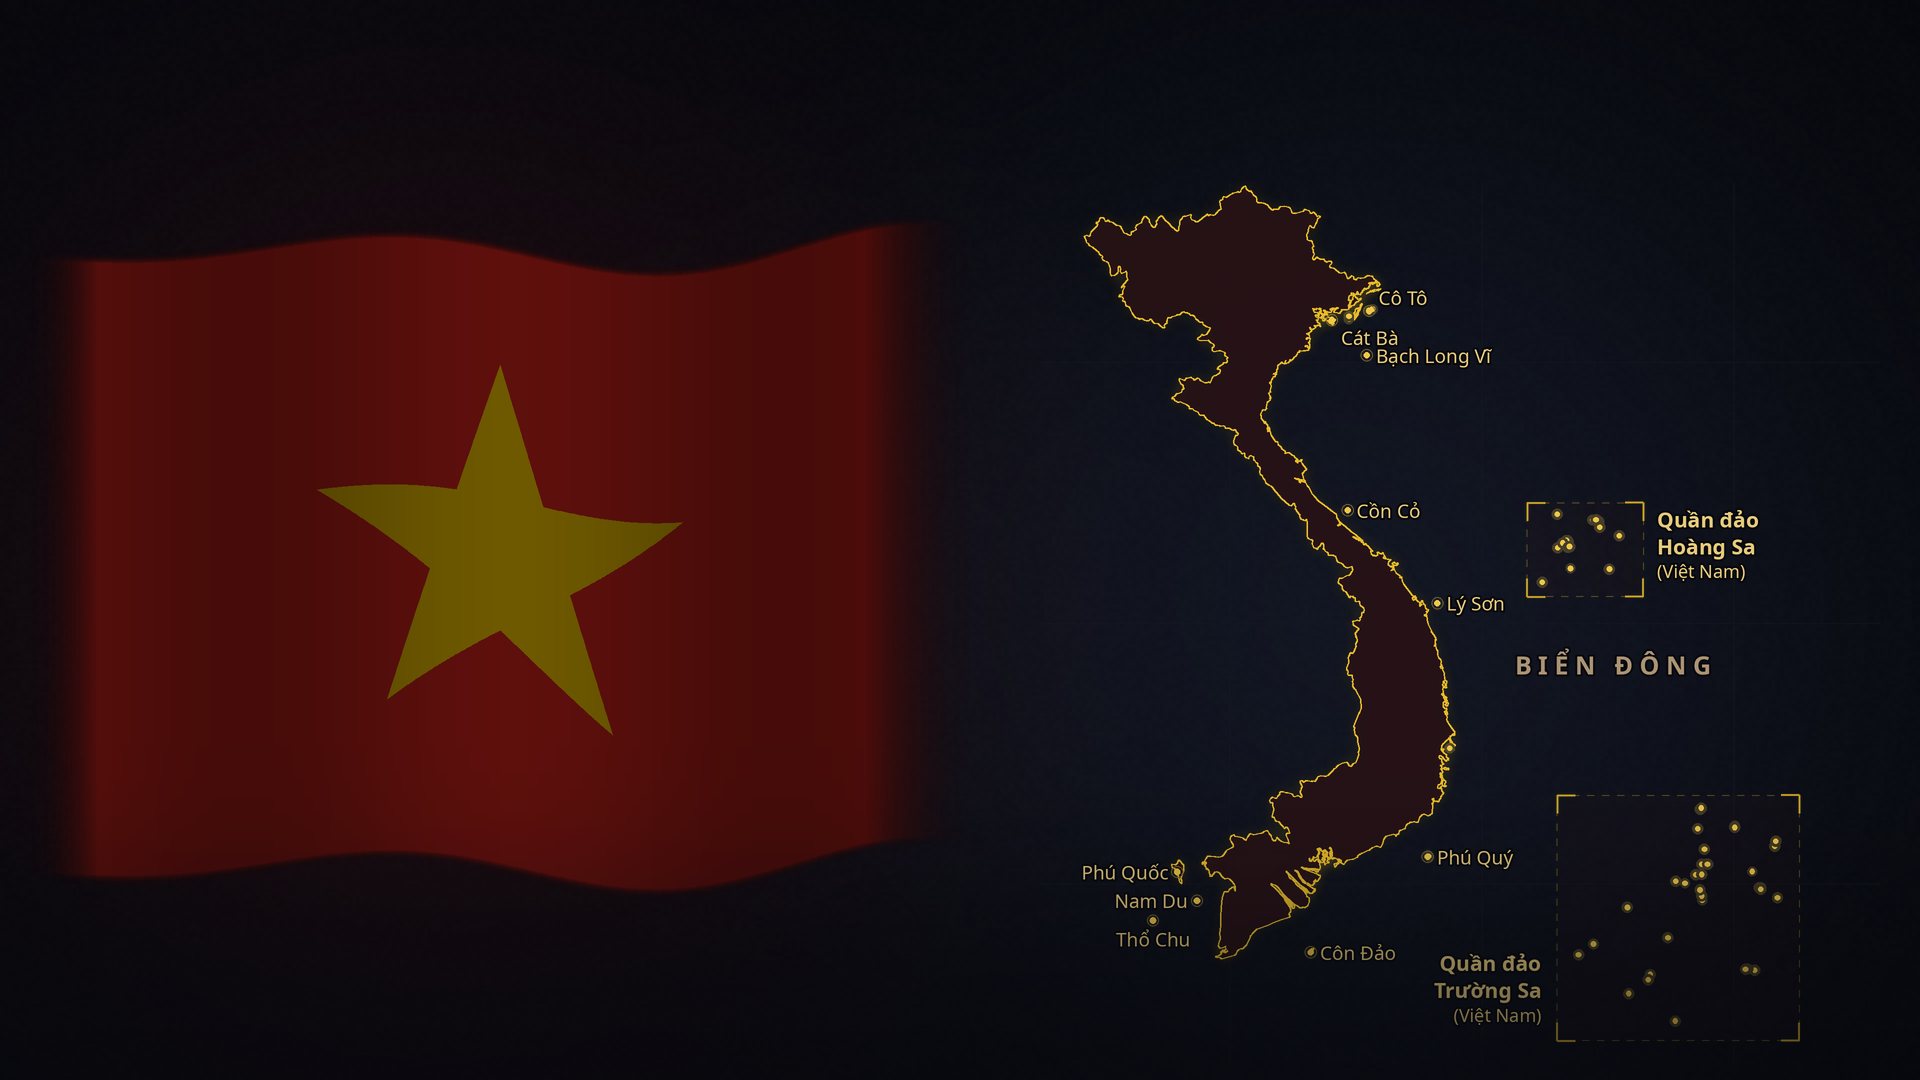 Cô Tô
Cát Bà
Bạch Long Vĩ
Cồn Cỏ
Quần đảo
Hoàng Sa
(Việt Nam)
Lý Sơn
BIỂN ĐÔNG
Phú Quý
Phú Quốc
Nam Du
Thổ Chu
Côn Đảo
Quần đảo
Trường Sa
(Việt Nam)